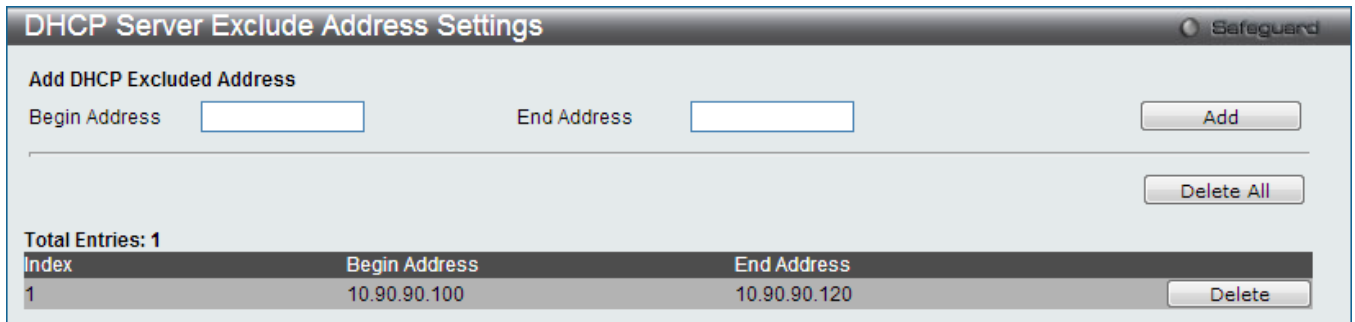 DHCP Server Exclude Address Settings Safeguard
Add DHCP Excluded Address
Begin Address End Address Add
Delete All
Total Entries: 1
Index Begin Address End Address
1 10.90.90.100 10.90.90.120 Delete